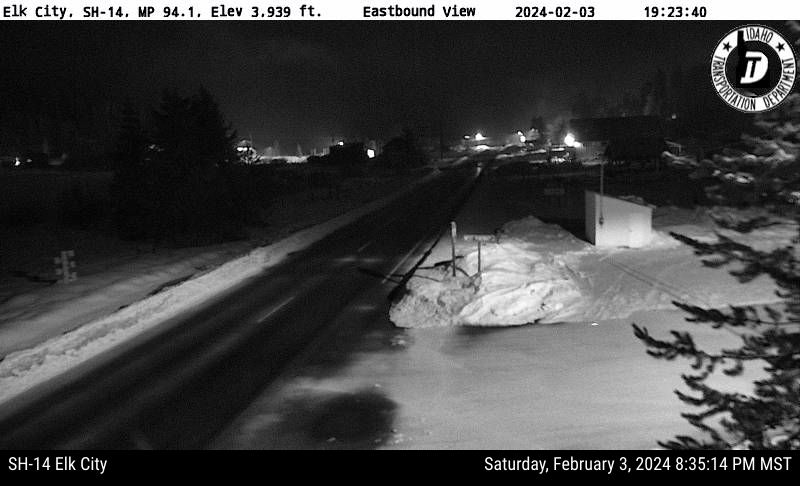 Elk City, SH-14, MP 94.1, Elev 3,939 ft. Eastbound View 2024-02-03 19:23:40
IDAHO
TRANSPORTATION DEPARTMENT
SH-14 Elk City Saturday, February 3, 2024 8:35:14 PM MST